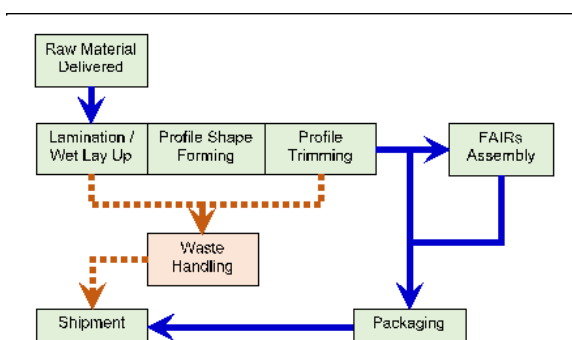 Raw Material
Delivered
Lamination /
Wet Lay Up
Profile Shape
Forming
Profile
Trimming
FAIRs
Assembly
Waste
Handling
Shipment
Packaging